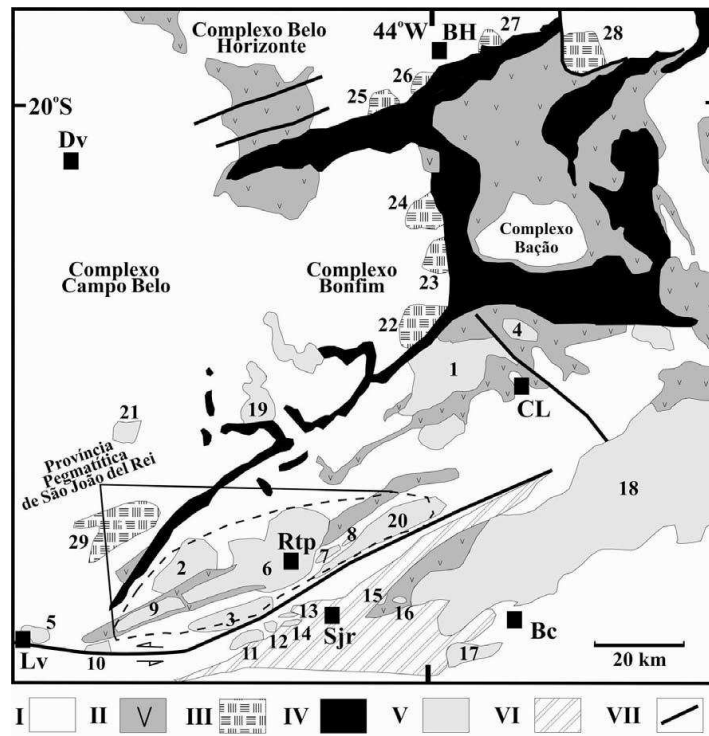 Complexo Belo
Horizonte
44°W
BH
27
28
26
25
20°S
Dv
24
Complexo
Bação
Complexo
Campo Belo
Complexo
Bonfim
23
22
4
1
CL
19
21
Província
Pegmatítica
de São João del Rei
18
20
29
8
Rtp
7
2
6
9
15
16
3
13
5
Sjr
Bc
12
14
Lv
10
11
17
20 km
I II V III IV V VI VII